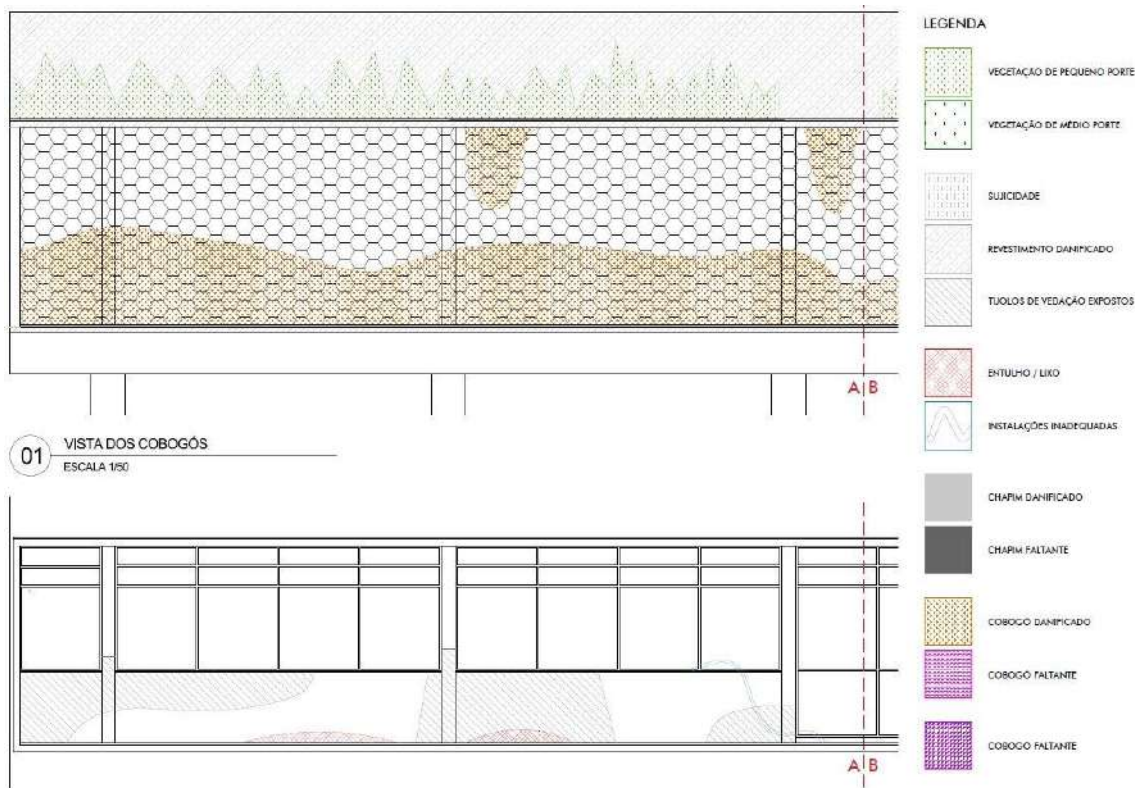 LEGENDA
VEGETAÇÃO DE PEQUENO PORTE
VEGETAÇÃO DE MÉDIO PORTE
SUJICIDADE
REVESTIMENTO DANIFICADO
TIJOLOS DE VEDAÇÃO EXPOSTOS
ENTULHO / LIXO
INSTALAÇÕES INADEQUADAS
CHAPIM DANIFICADO
CHAPIM FALTANTE
COBOGÓ DANIFICADO
COBOGÓ FALTANTE
COBOGÓ FALTANTE
A B
01
VISTA DOS COBOGÓS
ESCALA 1/50
A B